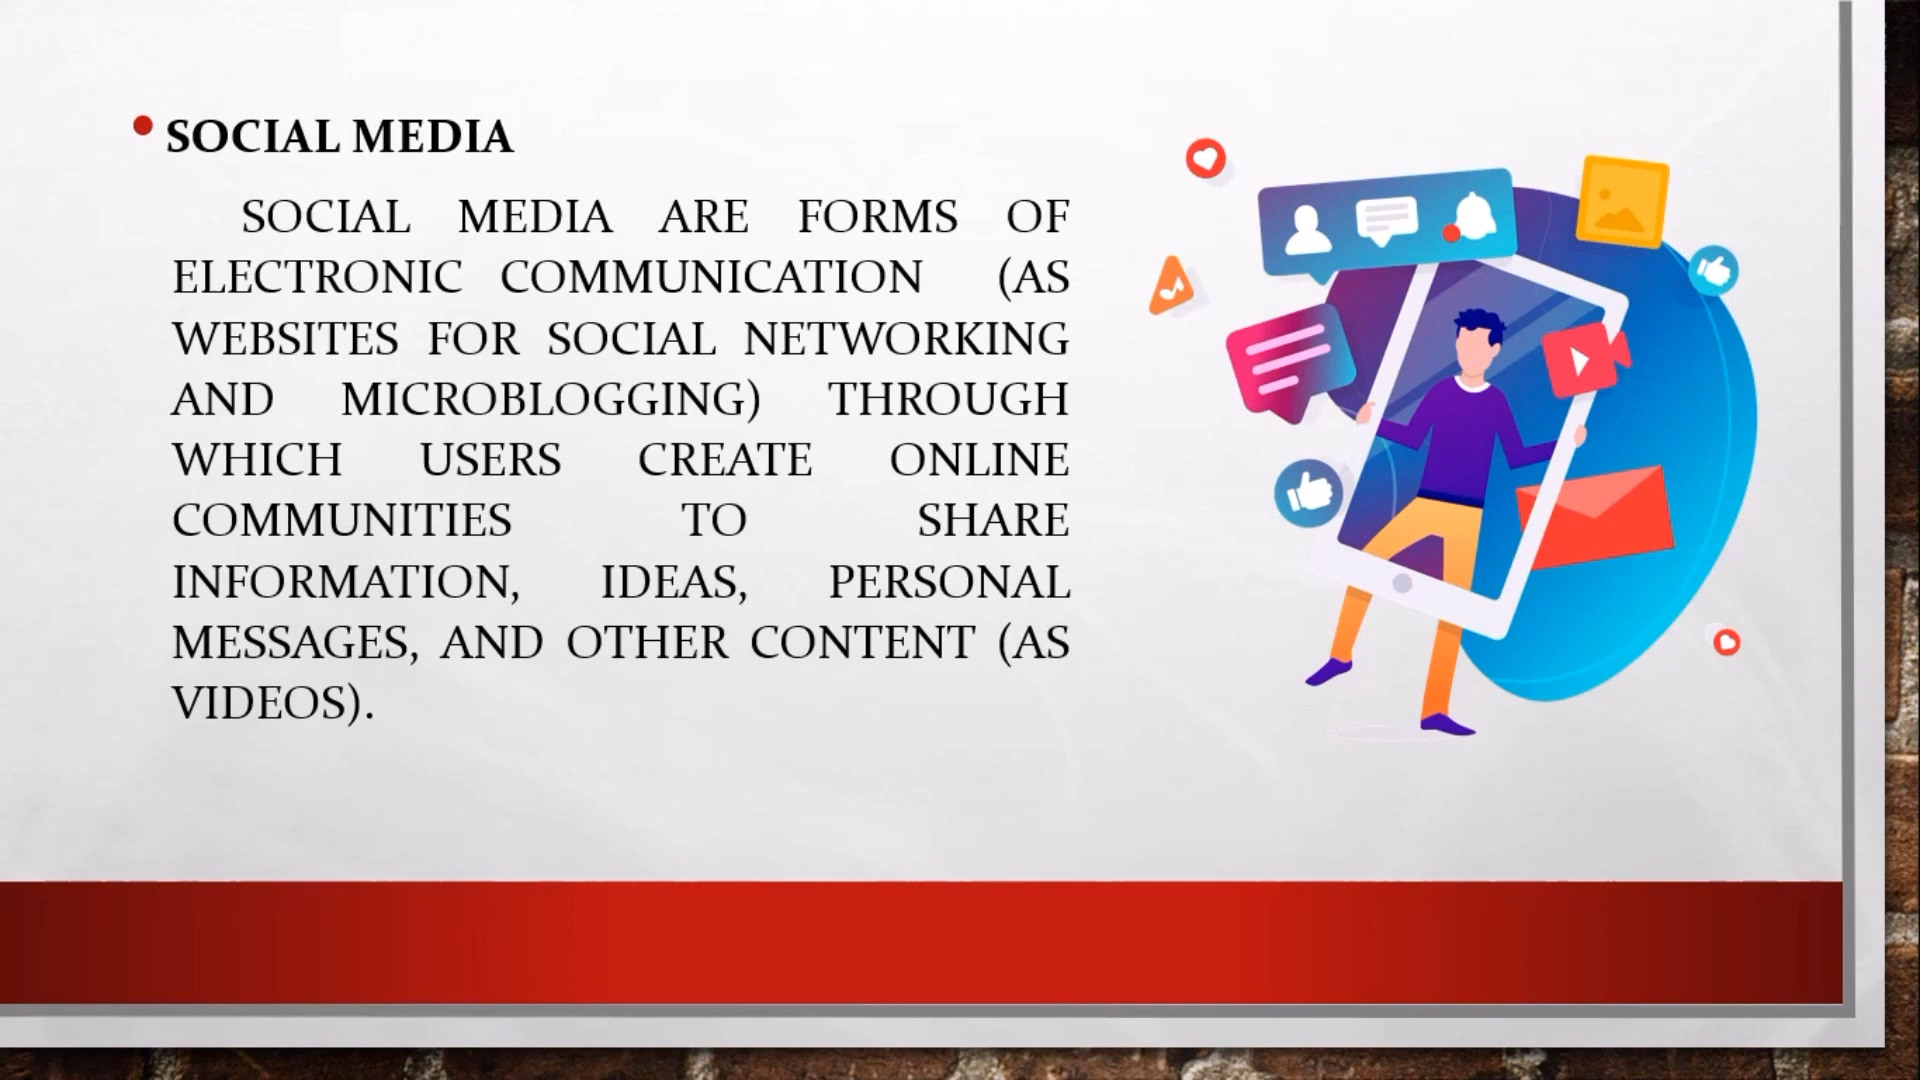 • SOCIAL MEDIA
SOCIAL MEDIA ARE FORMS OF
ELECTRONIC COMMUNICATION (AS
WEBSITES FOR SOCIAL NETWORKING
AND MICROBLOGGING) THROUGH
WHICH USERS CREATE ONLINE
COMMUNITIES TO SHARE
INFORMATION, IDEAS, PERSONAL
MESSAGES, AND OTHER CONTENT (AS
VIDEOS).